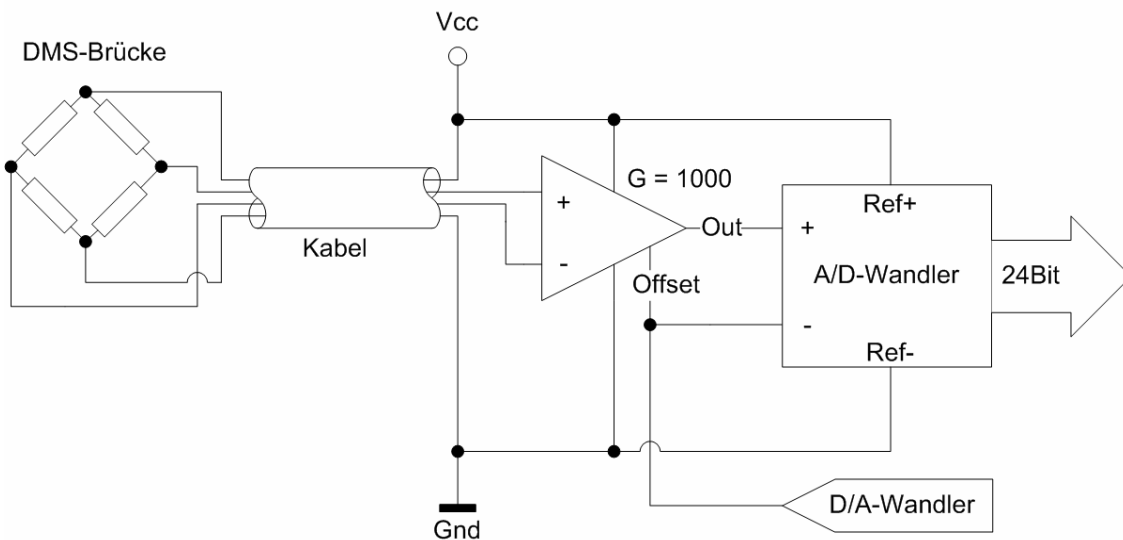 Vcc
DMS-Brücke
G = 1000
Ref+
+
Out
+
Kabel
-
Offset
A/D-Wandler
24Bit
-
Ref-
D/A-Wandler
Gnd